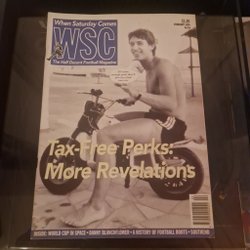 When Saturday Comes
WSC
The Half Decent Football Magazine
Tax-Free Perks:
More Revelations
INSIDE: WORLD CUP IN SPACE • DANNY BLANCHFLOWER • A HISTORY OF FOOTBALL BOOTS • SOUTHEND